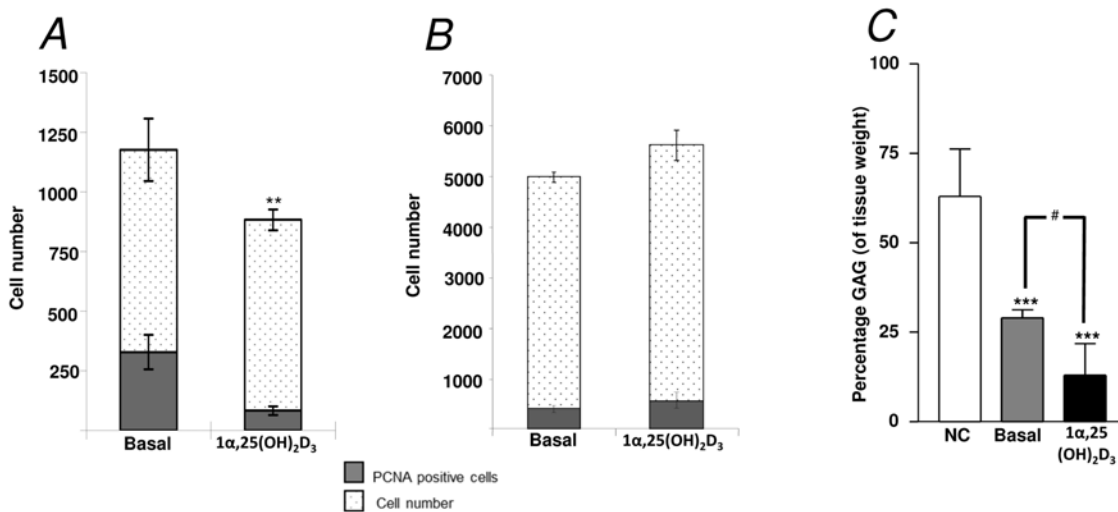 A
Cell number
1500
1250
1000
750
500
250
**
Basal
1α,25(OH)₂D₃
B
Cell number
7000
6000
5000
4000
3000
2000
1000
Basal
1α,25(OH)₂D₃
PCNA positive cells
Cell number
C
Percentage GAG (of tissue weight)
100
75
50
25
0
#
***
***
NC
Basal
1α,25
(OH)₂D₃